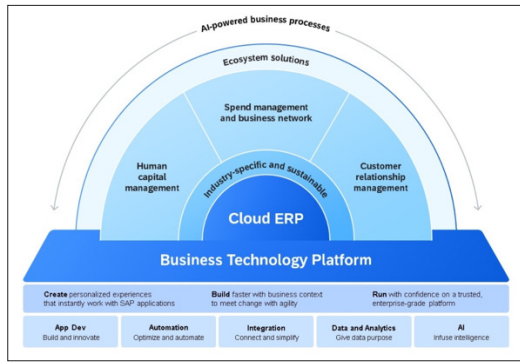 AI-powered business processes
Ecosystem solutions
Spend management
and business network
Human
capital
management
Customer
relationship
management
Industry-specific and sustainable
Cloud ERP
Business Technology Platform
Create personalized experiences
that instantly work with SAP applications
Build faster with business context
to meet change with agility
Run with confidence on a trusted,
enterprise-grade platform
App Dev
Build and innovate
Automation
Optimize and automate
Integration
Connect and simplify
Data and Analytics
Give data purpose
AI
Infuse intelligence